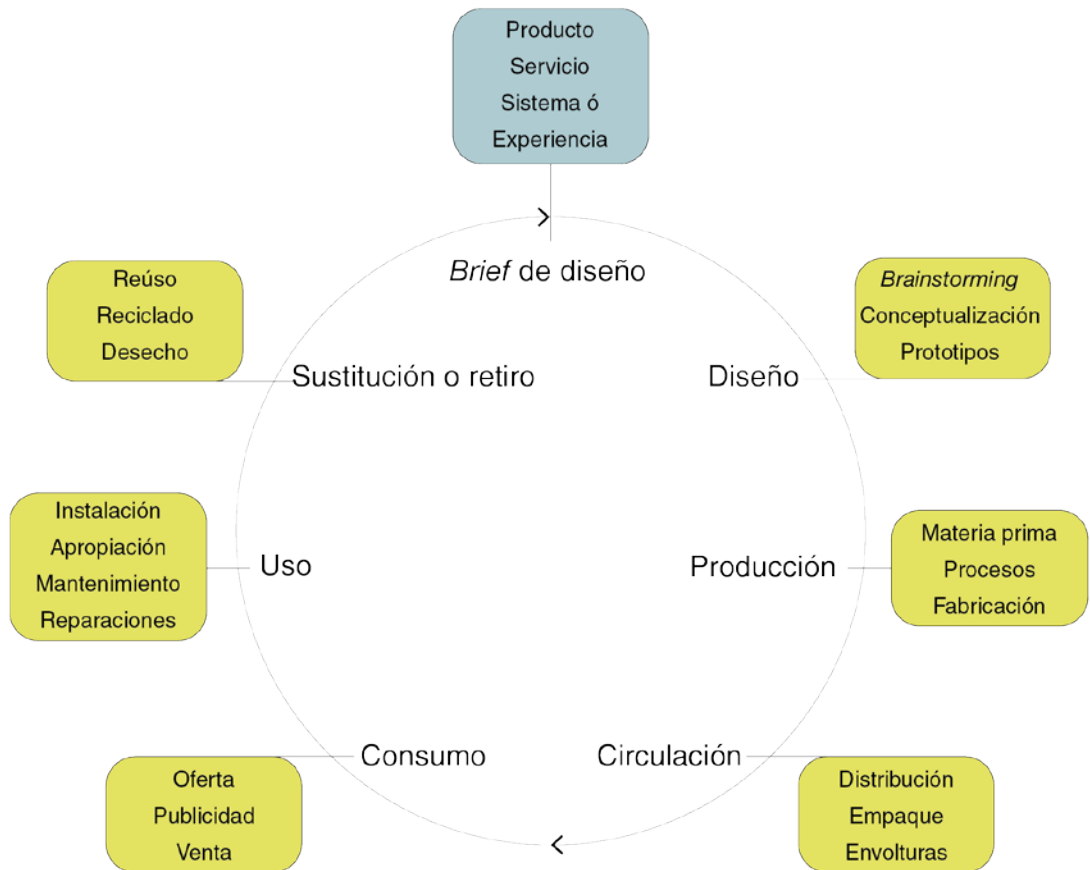 Producto
Servicio
Sistema ó
Experiencia
Brief de diseño
Brainstorming
Conceptualización
Prototipos
Diseño
Materia prima
Procesos
Fabricación
Producción
Distribución
Empaque
Envolturas
Circulación
Oferta
Publicidad
Venta
Consumo
Instalación
Apropiación
Mantenimiento
Reparaciones
Uso
Reúso
Reciclado
Desecho
Sustitución o retiro